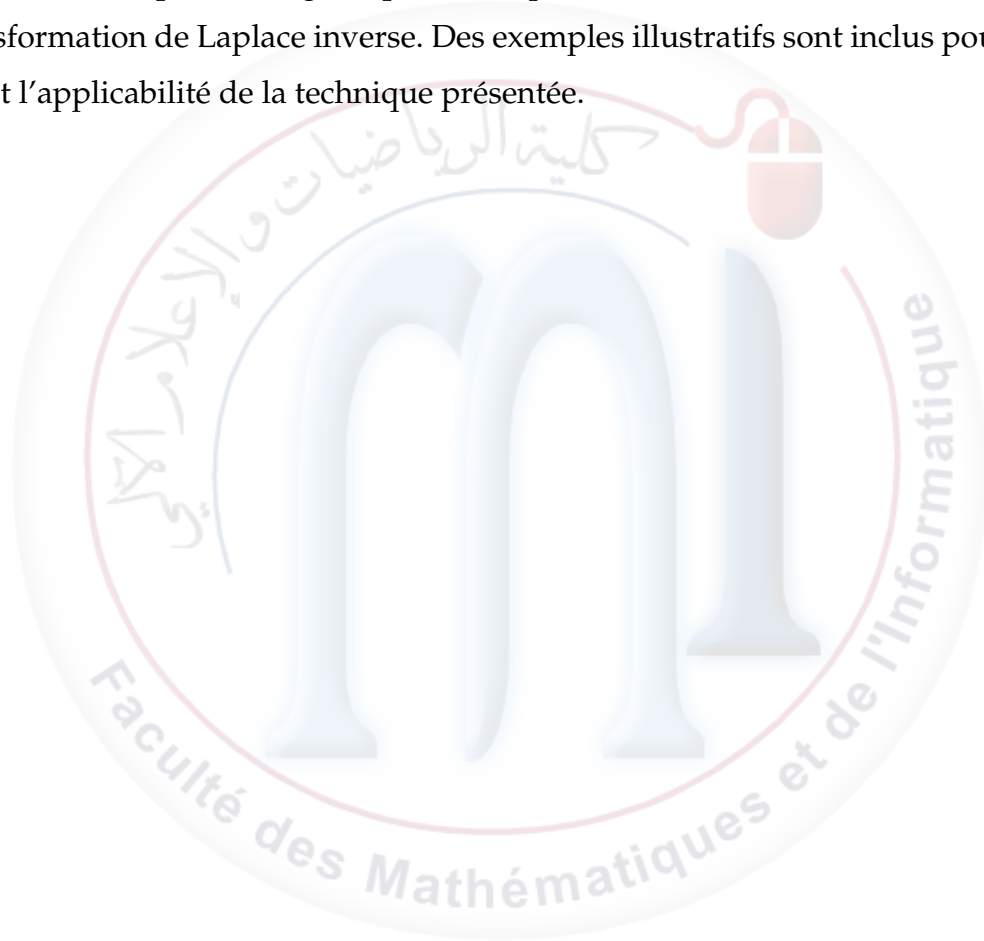 sformation de Laplace inverse. Des exemples illustratifs sont inclus pou
t l'applicabilité de la technique présentée.
كلية الرياضيات و الإعلام الآلي
Faculté des Mathématiques et de l'Informatique